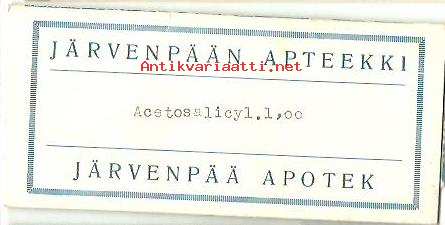 JÄRVENPÄÄN APTEEKKI
Antikvariaatti.net
Acetosalicyl.1,oo
JÄRVENPÄÄ APOTEK